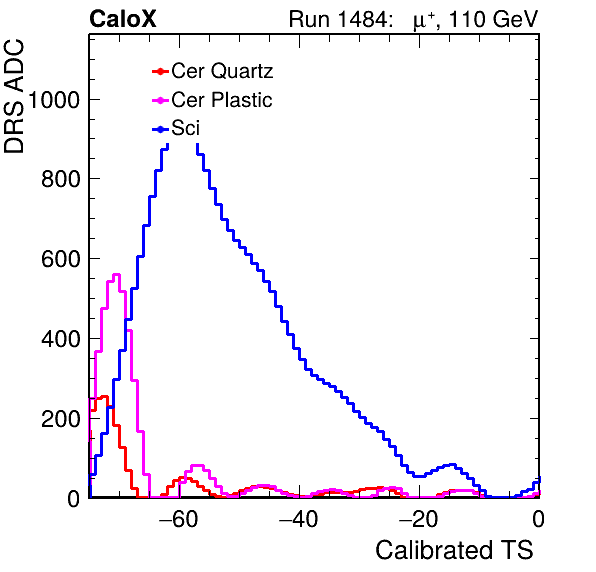 CaloX Run 1484: μ+, 110 GeV
DRS ADC
Cer Quartz
Cer Plastic
Sci
1000
800
600
400
200
0
−60 −40 −20 0
Calibrated TS